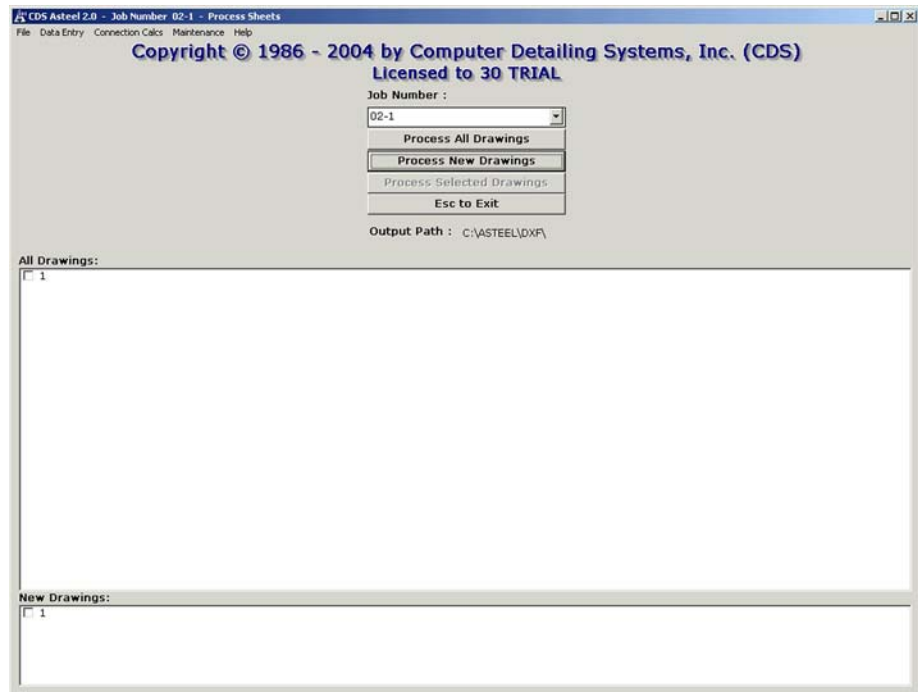 CDS Asteel 2.0 - Job Number 02-1 - Process Sheets
File Data Entry Connection Calcs Maintenance Help
Copyright © 1986 - 2004 by Computer Detailing Systems, Inc. (CDS)
Licensed to 30 TRIAL
Job Number :
02-1
Process All Drawings
Process New Drawings
Process Selected Drawings
Esc to Exit
Output Path : C:\ASTEEL\DXF\
All Drawings:
1
New Drawings:
1